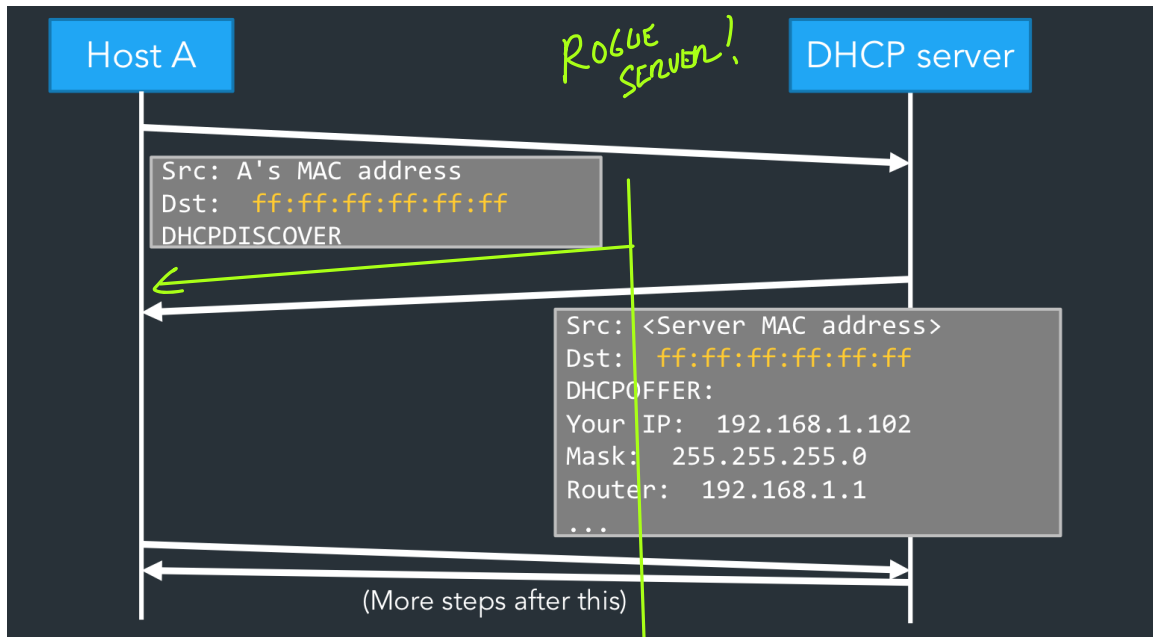 Host A
ROGUE
SERVER!
DHCP server
Src: A's MAC address
Dst:  ff:ff:ff:ff:ff:ff
DHCPDISCOVER
Src: <Server MAC address>
Dst:  ff:ff:ff:ff:ff:ff
DHCPOFFER:
Your IP:  192.168.1.102
Mask:  255.255.255.0
Router:  192.168.1.1
...
(More steps after this)